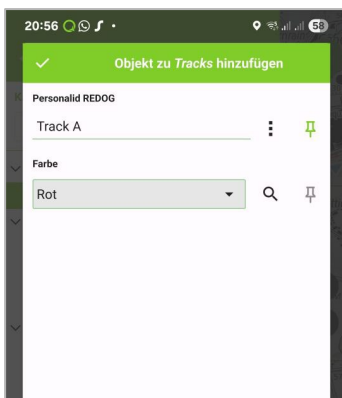 20:56 58
Objekt zu Tracks hinzufügen
Personalid REDOG
Track A
Farbe
Rot